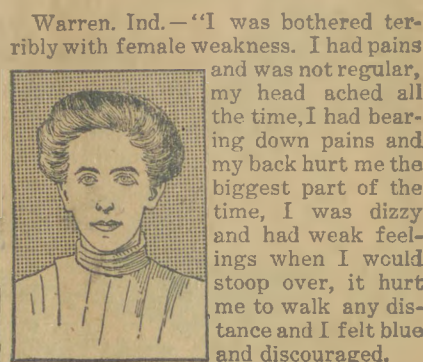 Warren. Ind.—“I was bothered ter-
ribly with female weakness. I had pains
and was not regular,
my head ached all
the time, I had bear-
ing down pains and
my back hurt me the
biggest part of the
time, I was dizzy
and had weak feel-
ings when I would
stoop over, it hurt
me to walk any dis-
tance and I felt blue
and discouraged.